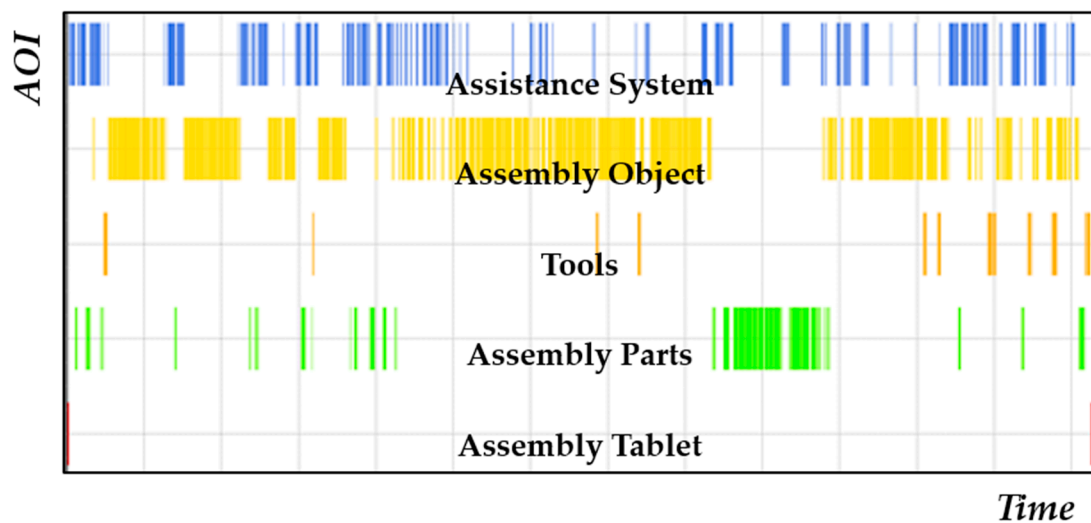 AOI
Assistance System
Assembly Object
Tools
Assembly Parts
Assembly Tablet
Time